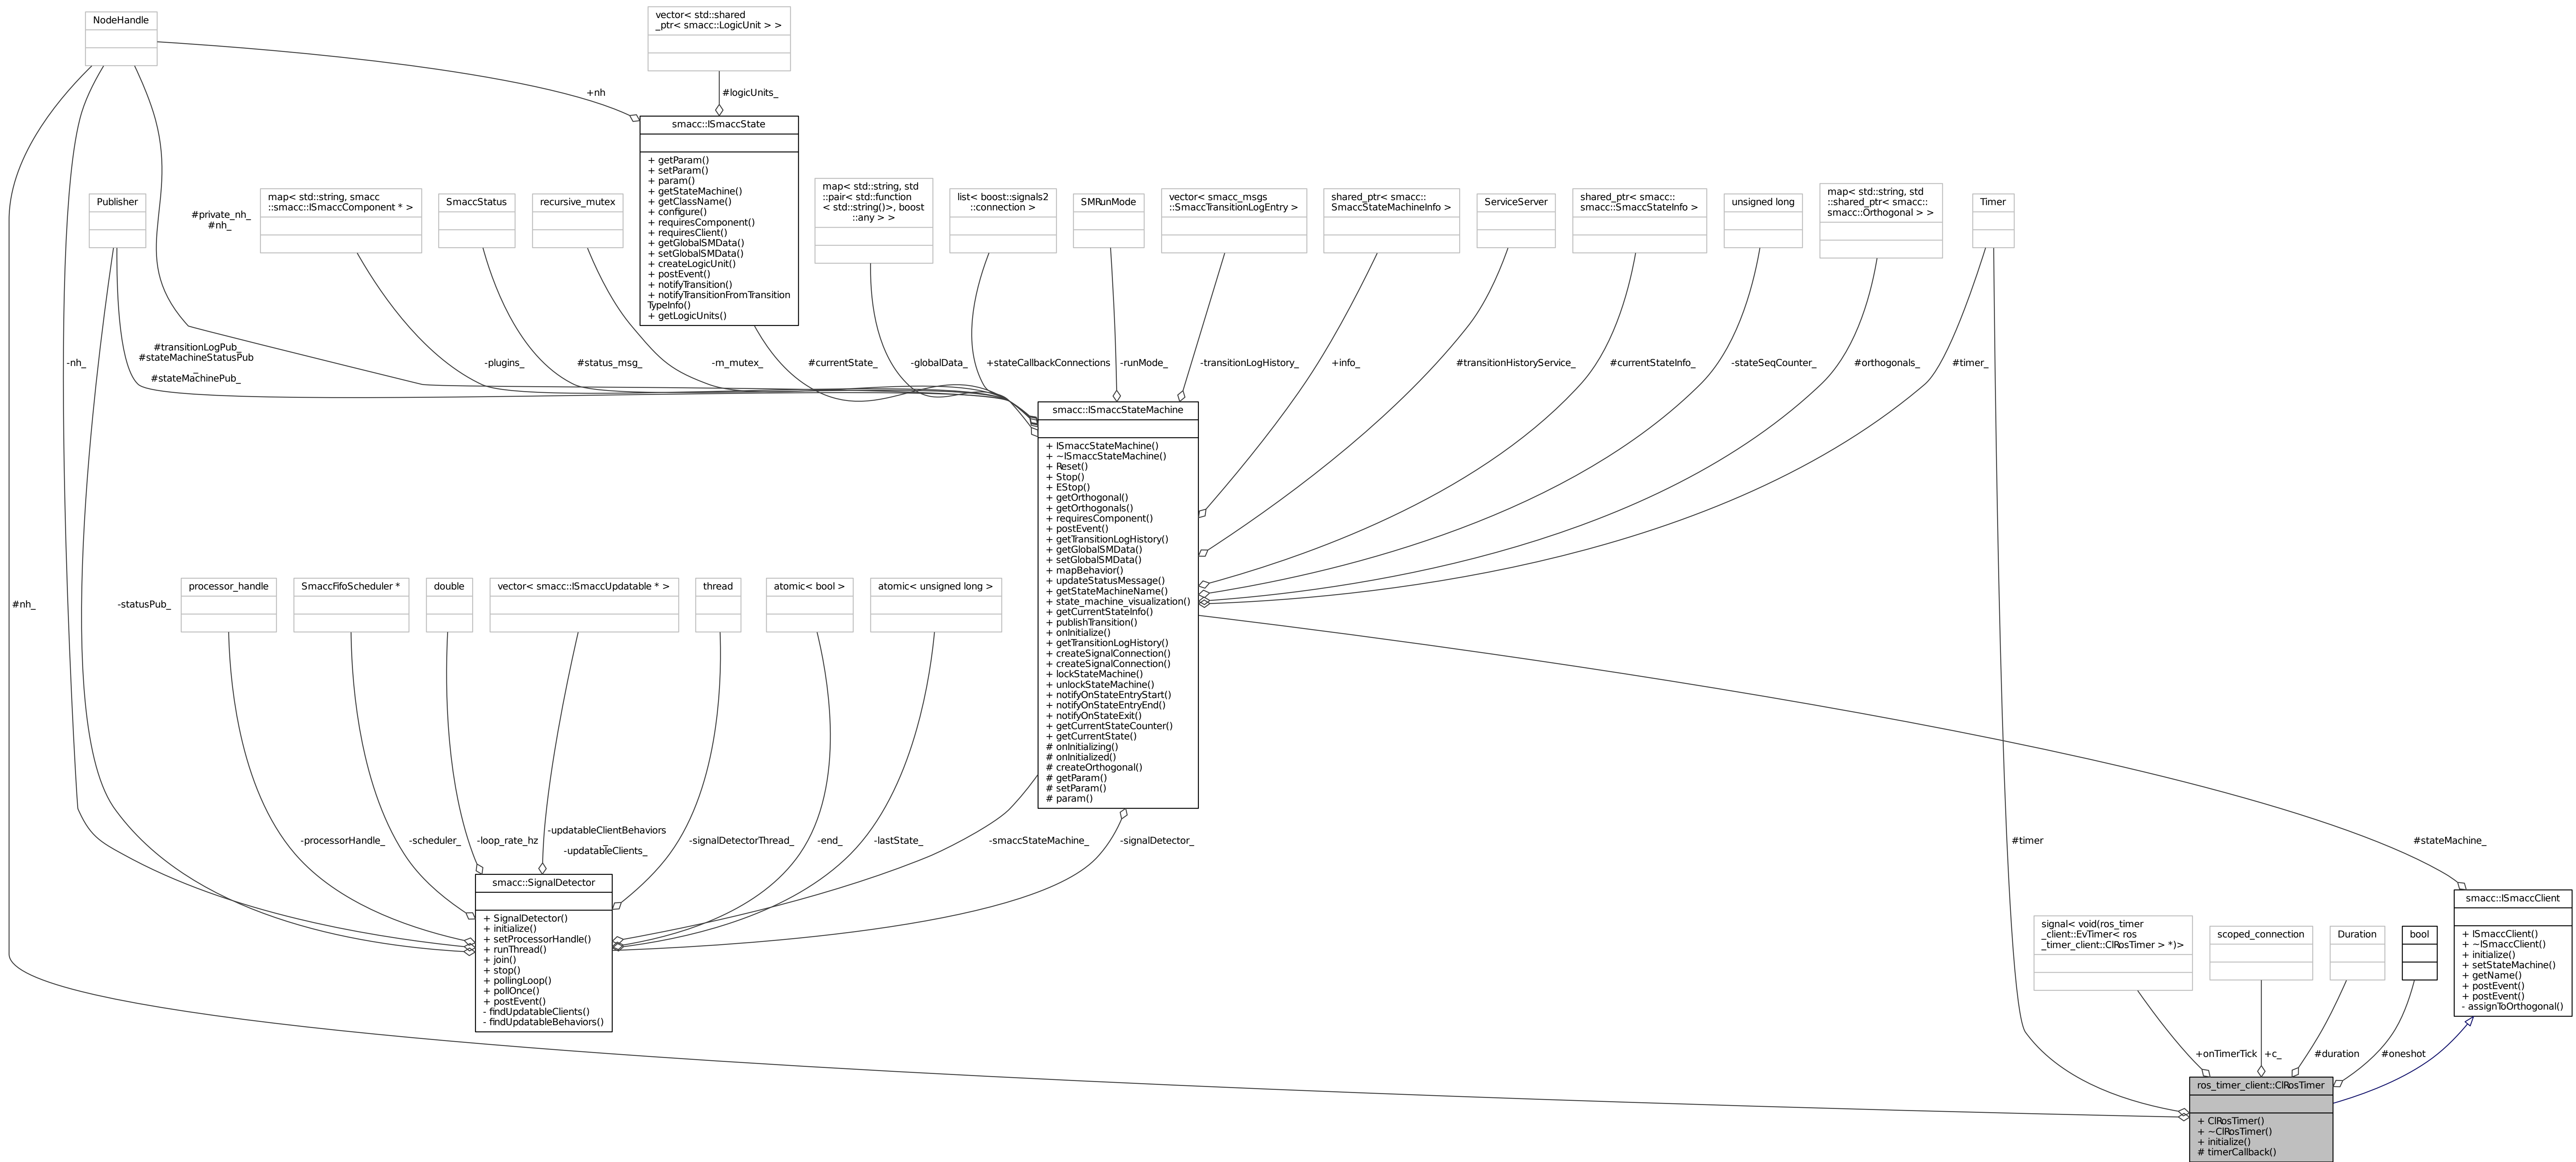 NodeHandle
vector< std::shared
_ptr< smacc::LogicUnit > >
+nh
#logicUnits_
smacc::ISmaccState
+ getParam()
+ setParam()
+ param()
+ getStateMachine()
+ getClassName()
+ configure()
+ requiresComponent()
+ requiresClient()
+ getGlobalSMData()
+ setGlobalSMData()
+ createLogicUnit()
+ postEvent()
+ notifyTransition()
+ notifyTransitionFromTransition
TypeInfo()
+ getLogicUnits()
#private_nh_
#nh_
Publisher
map< std::string, smacc
::smacc::ISmaccComponent * >
SmaccStatus
recursive_mutex
map< std::string, std
::pair< std::function
< std::string()>, boost
::any > >
list< boost::signals2
::connection >
SMRunMode
vector< smacc_msgs
::SmaccTransitionLogEntry >
shared_ptr< smacc::
SmaccStateMachineInfo >
ServiceServer
shared_ptr< smacc::
smacc::SmaccStateInfo >
unsigned long
map< std::string, std
::shared_ptr< smacc::
smacc::Orthogonal > >
Timer
-nh_
#transitionLogPub_
#stateMachineStatusPub
_
#stateMachinePub_
-plugins_
#status_msg_
-m_mutex_
#currentState_
-globalData_
+stateCallbackConnections
-runMode_
-transitionLogHistory_
+info_
#transitionHistoryService_
#currentStateInfo_
-stateSeqCounter_
#orthogonals_
#timer_
smacc::ISmaccStateMachine
+ ISmaccStateMachine()
+ ~ISmaccStateMachine()
+ Reset()
+ Stop()
+ EStop()
+ getOrthogonal()
+ getOrthogonals()
+ requiresComponent()
+ postEvent()
+ getTransitionLogHistory()
+ getGlobalSMData()
+ setGlobalSMData()
+ mapBehavior()
+ updateStatusMessage()
+ getStateMachineName()
+ state_machine_visualization()
+ getCurrentStateInfo()
+ publishTransition()
+ onInitialize()
+ getTransitionLogHistory()
+ createSignalConnection()
+ createSignalConnection()
+ lockStateMachine()
+ unlockStateMachine()
+ notifyOnStateEntryStart()
+ notifyOnStateEntryEnd()
+ notifyOnStateExit()
+ getCurrentStateCounter()
+ getCurrentState()
# onInitializing()
# onInitialized()
# createOrthogonal()
# getParam()
# setParam()
# param()
#nh_
-statusPub_
processor_handle
SmaccFifoScheduler *
double
vector< smacc::ISmaccUpdatable * >
thread
atomic< bool >
atomic< unsigned long >
-processorHandle_
-scheduler_
-loop_rate_hz
-updatableClientBehaviors
_
-updatableClients_
-signalDetectorThread_
-end_
-lastState_
-smaccStateMachine_
-signalDetector_
#timer
#stateMachine_
smacc::SignalDetector
+ SignalDetector()
+ initialize()
+ setProcessorHandle()
+ runThread()
+ join()
+ stop()
+ pollingLoop()
+ pollOnce()
+ postEvent()
- findUpdatableClients()
- findUpdatableBehaviors()
signal< void(ros_timer
_client::EvTimer< ros
_timer_client::ClRosTimer > *)>
scoped_connection
Duration
bool
smacc::ISmaccClient
+ ISmaccClient()
+ ~ISmaccClient()
+ initialize()
+ setStateMachine()
+ getName()
+ postEvent()
+ postEvent()
- assignToOrthogonal()
+onTimerTick
+c_
#duration
#oneshot
ros_timer_client::ClRosTimer
+ ClRosTimer()
+ ~ClRosTimer()
+ initialize()
# timerCallback()